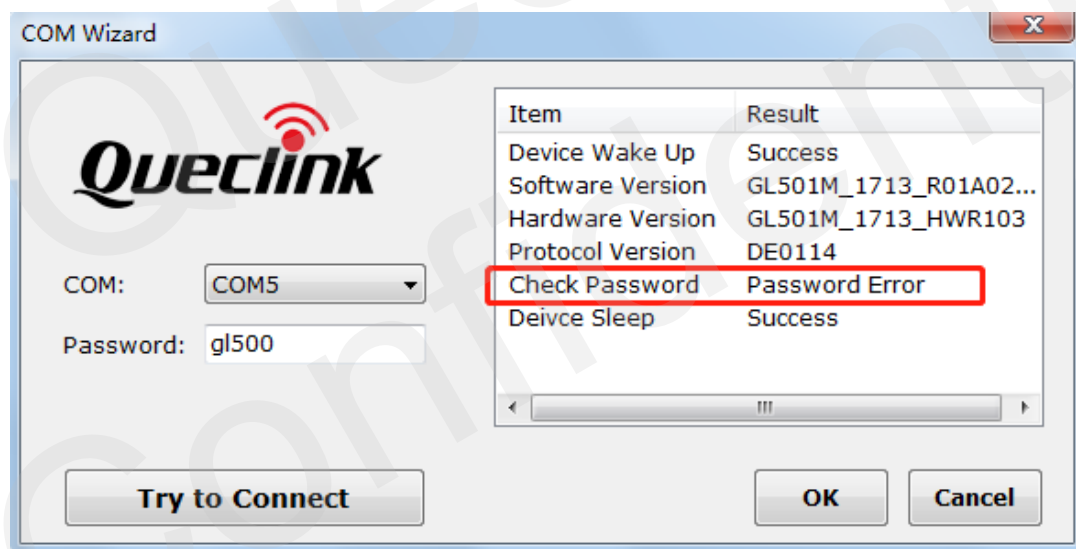 COM Wizard
Queclink
COM:
COM5
Password:
gl500
Try to Connect
Item Result
Device Wake Up Success
Software Version GL501M_1713_R01A02...
Hardware Version GL501M_1713_HWR103
Protocol Version DE0114
Check Password Password Error
Deivce Sleep Success
OK
Cancel